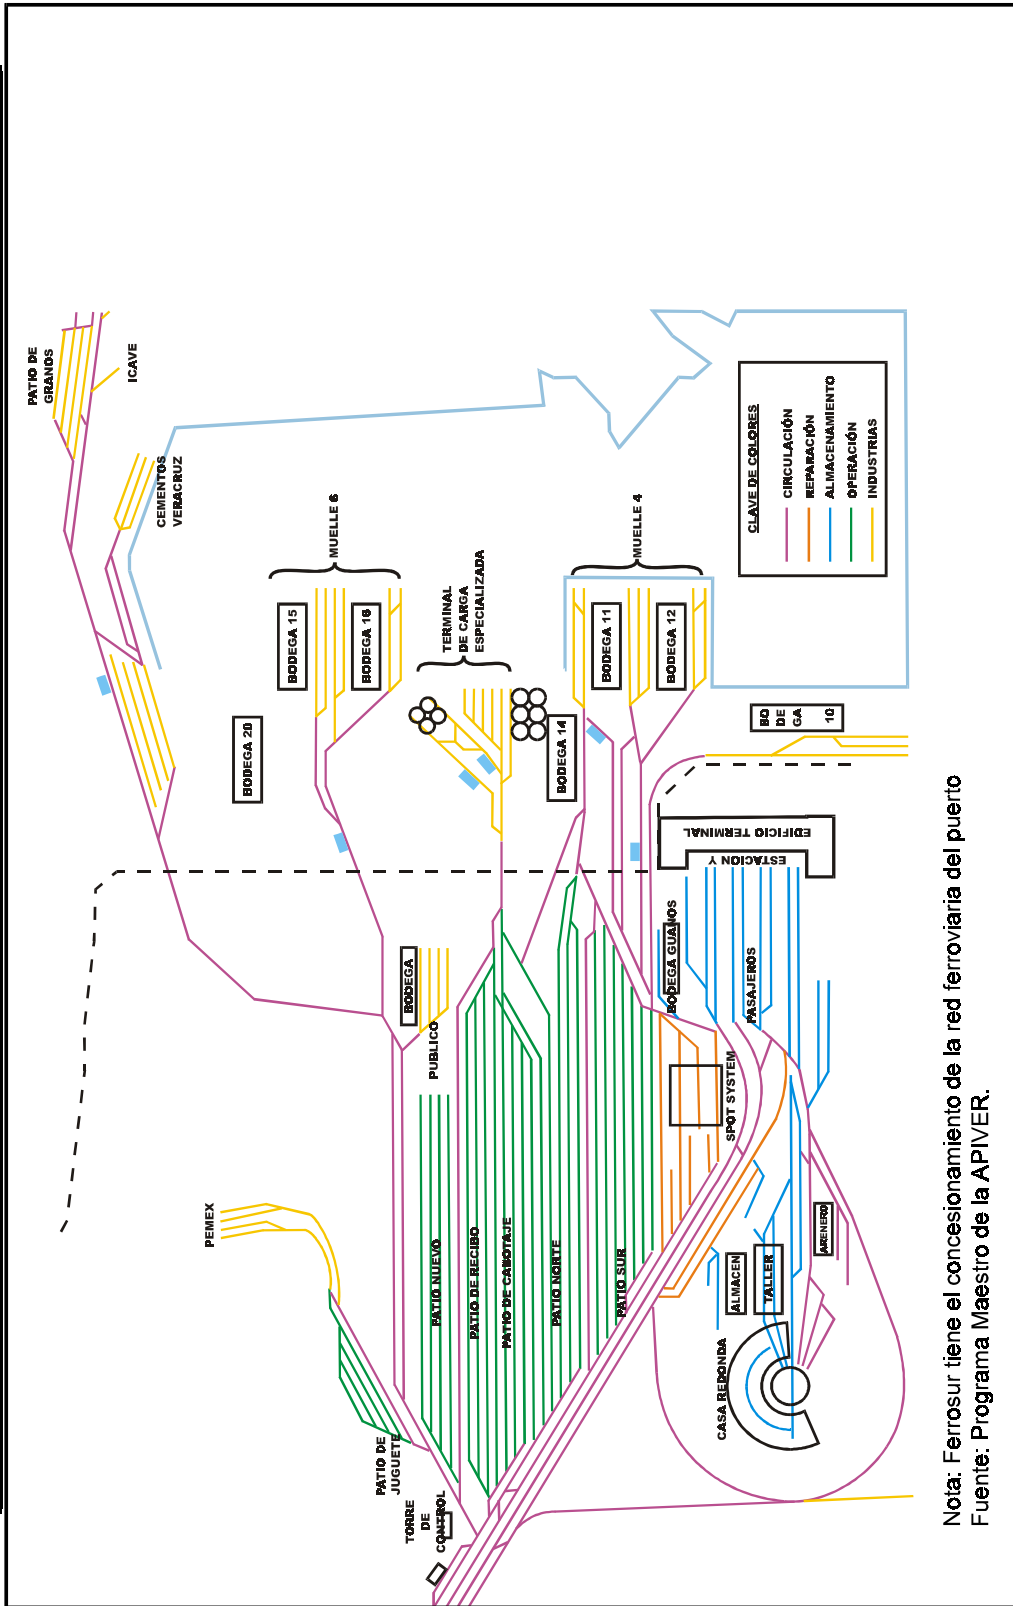 PATIO DE
GRANOS
ICAVE
CEMENTOS
VERACRUZ
MUELLE 6
BODEGA 15
BODEGA 16
BODEGA 20
TERMINAL
DE CARGA
ESPECIALIZADA
MUELLE 4
BODEGA 11
BODEGA 12
BODEGA 14
BO
DE
GA
10
CLAVE DE COLORES
CIRCULACIÓN
REPARACIÓN
ALMACENAMIENTO
OPERACIÓN
INDUSTRIAS
ESTACION Y
EDIFICIO TERMINAL
BODEGA
PUBLICO
BODEGA GUAÑOS
PASAJEROS
SPOT SYSTEM
PEMEX
PATIO NUEVO
PATIO DE RECIBO
PATIO DE CABOTAJE
PATIO NORTE
PATIO SUR
ALMACEN
TALLER
ARENERO
CASA REDONDA
PATIO DE
JUGUETE
TORRE
DE
CONTROL
Nota: Ferrosur tiene el concesionamiento de la red ferroviaria del puerto
Fuente: Programa Maestro de la APIVER.